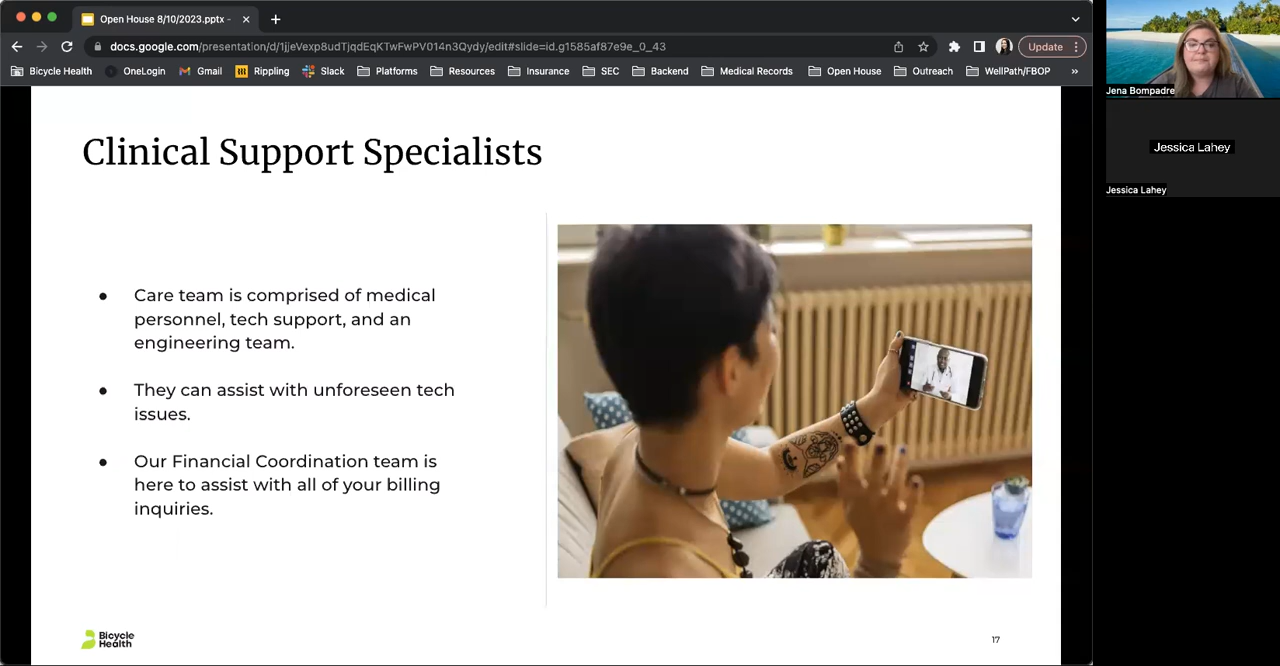 Open House 8/10/2023.pptx -
docs.google.com/presentation/d/1jjeVexp8udTjqdEqKTwFwPV014n3Qydy/edit#slide=id.g1585af87e9e_0_43
Update
Bicycle Health
OneLogin
Gmail
Rippling
Slack
Platforms
Resources
Insurance
SEC
Backend
Medical Records
Open House
Outreach
WellPath/FBOP
»
Jena Bompadre
Jessica Lahey
Jessica Lahey
Clinical Support Specialists
● Care team is comprised of medical
personnel, tech support, and an
engineering team.
● They can assist with unforeseen tech
issues.
● Our Financial Coordination team is
here to assist with all of your billing
inquiries.
Bicycle
Health
17